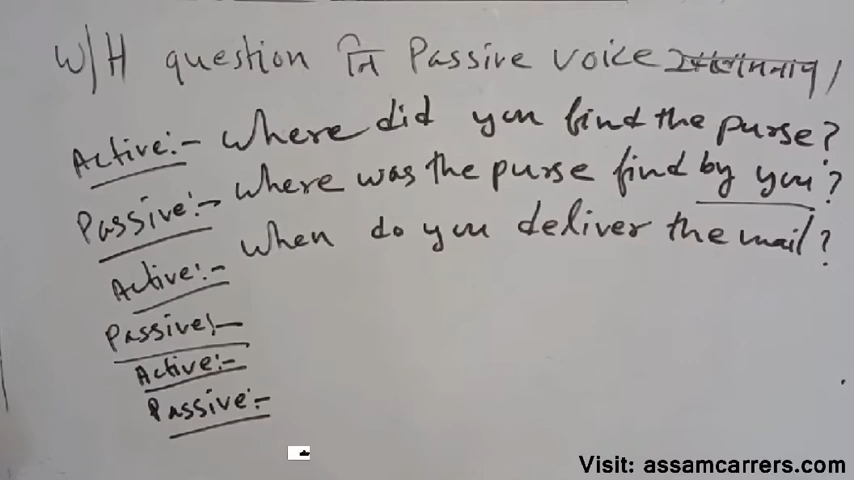 W/H question কি Passive voice
Active:- Where did you find the purse?
Passive:- Where was the purse find by you?
Active:- When do you deliver the mail?
Passive:-
Active:-
Passive:-
Visit: assamcarrers.com